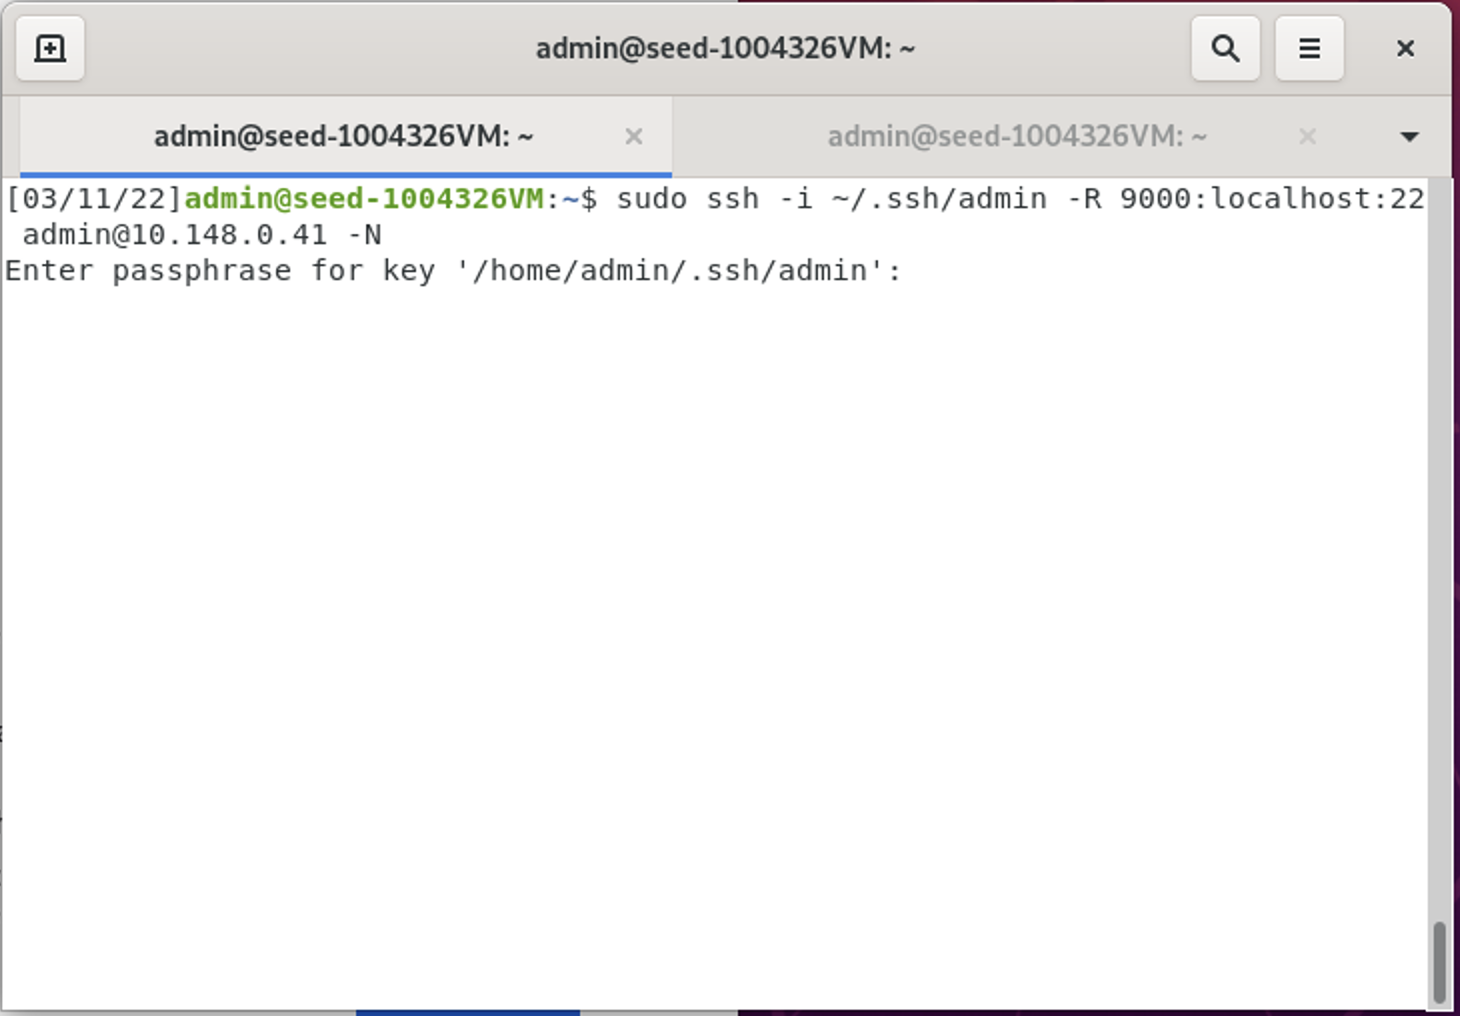 admin@seed-1004326VM: ~
admin@seed-1004326VM: ~ admin@seed-1004326VM: ~
[03/11/22]admin@seed-1004326VM:~$ sudo ssh -i ~/.ssh/admin -R 9000:localhost:22
admin@10.148.0.41 -N
Enter passphrase for key '/home/admin/.ssh/admin':